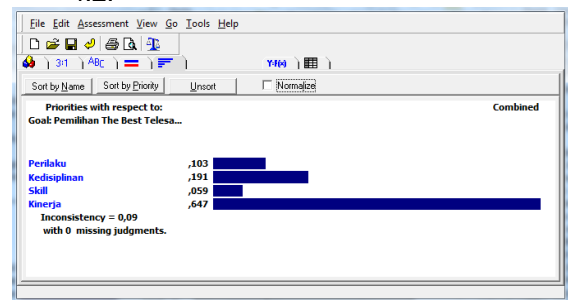 File Edit Assessment View Go Tools Help
3:1 ABC Y=f(x)
Sort by Name Sort by Priority Unsort Normalize
Priorities with respect to: Combined
Goal: Pemilihan The Best Telesa...
Perilaku ,103
Kedisiplinan ,191
Skill ,059
Kinerja ,647
Inconsistency = 0,09
with 0 missing judgments.